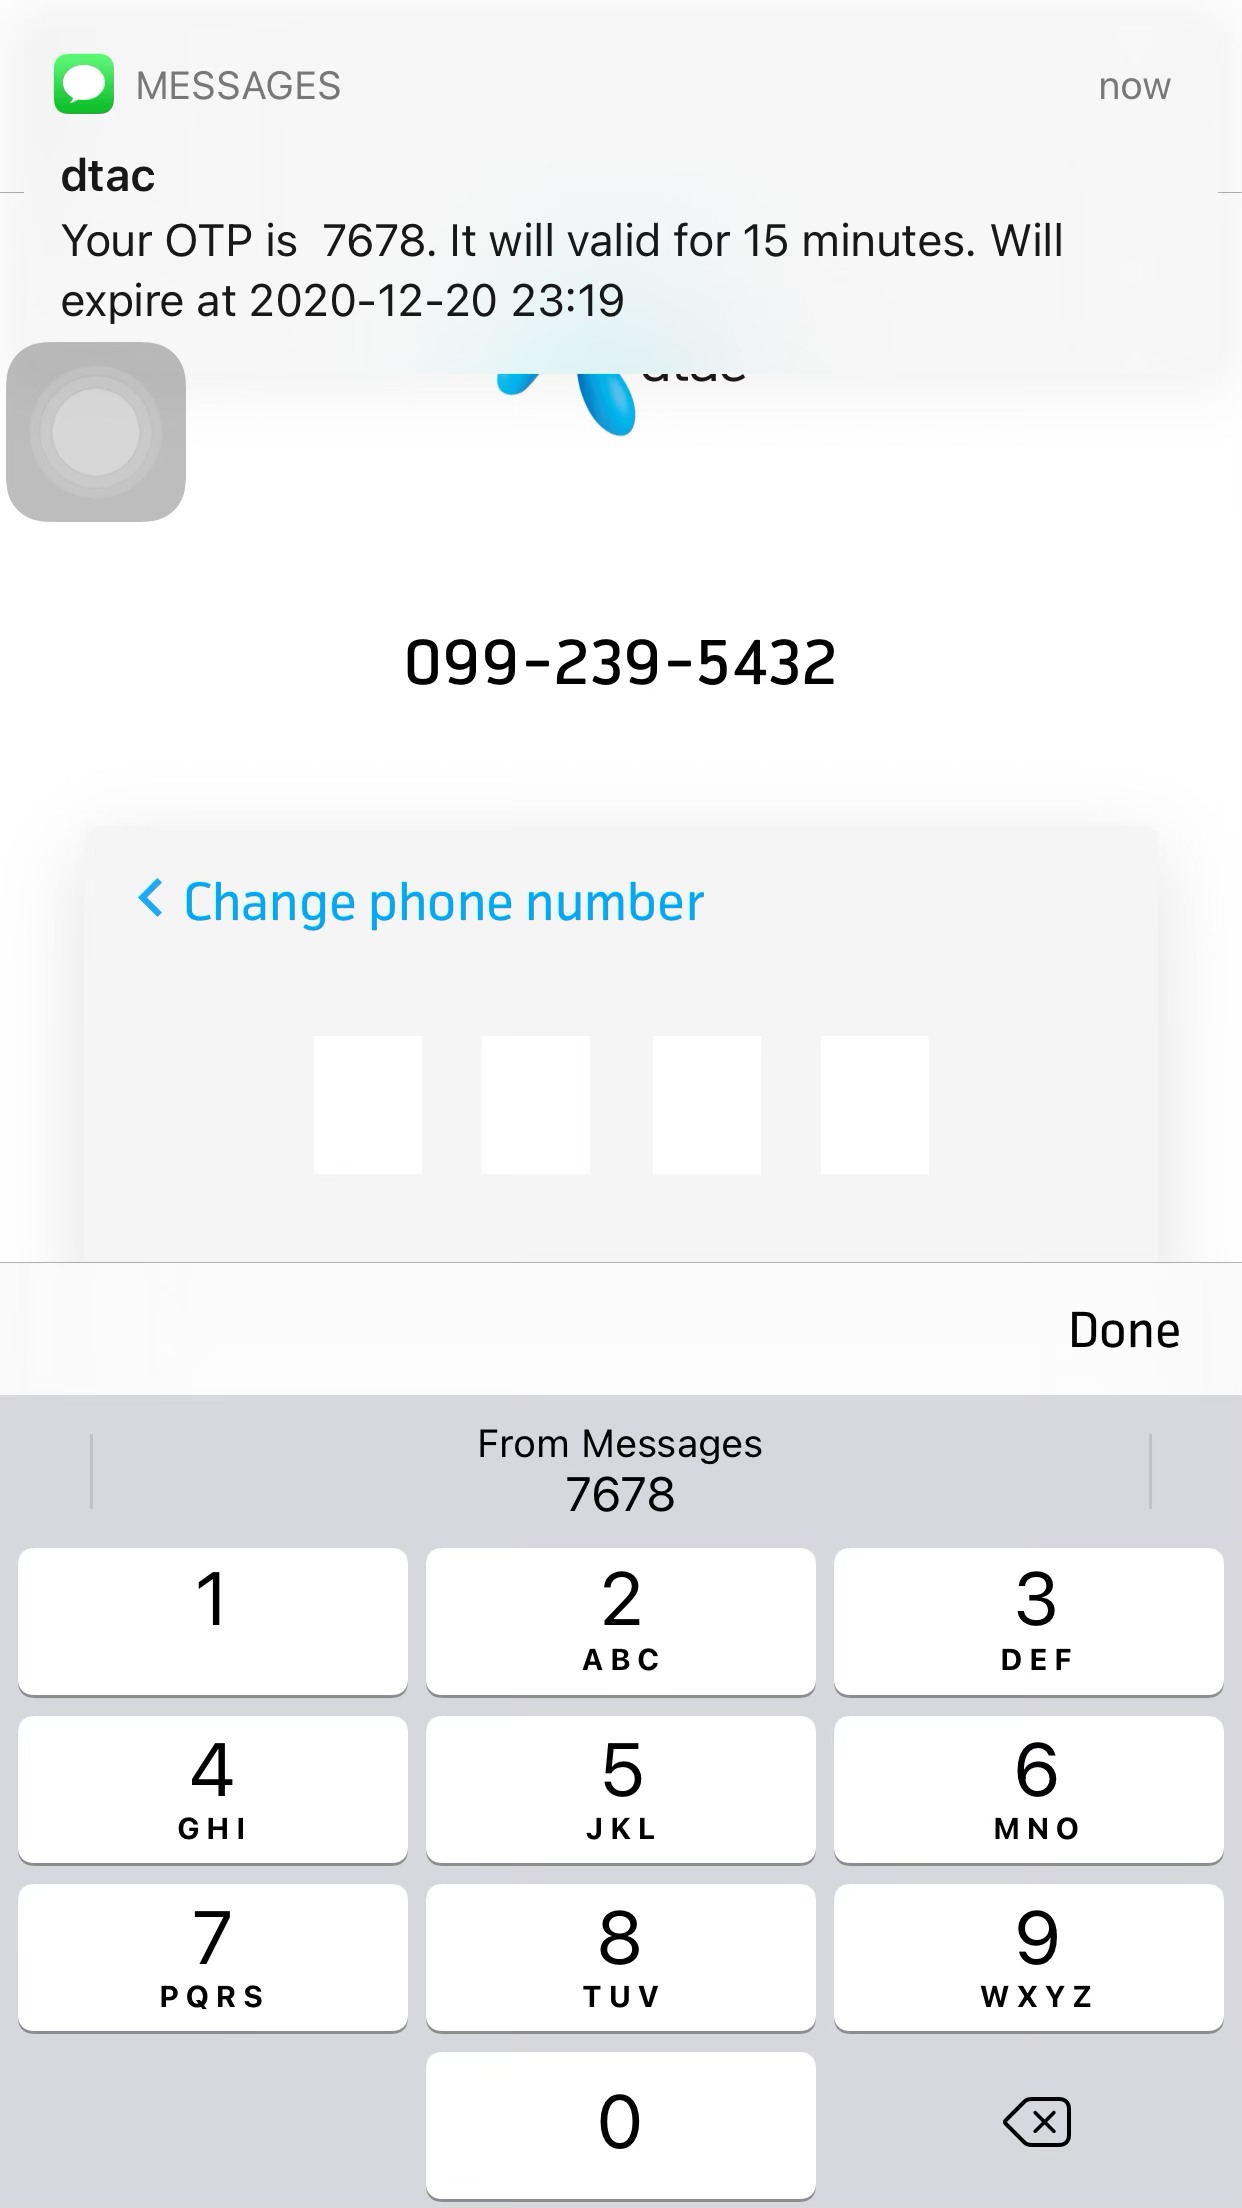 MESSAGES now
dtac
Your OTP is  7678. It will valid for 15 minutes. Will
expire at 2020-12-20 23:19
dtac
099-239-5432
Change phone number
Done
From Messages
7678
1 2 3
ABC DEF
4 5 6
GHI JKL MNO
7 8 9
PQRS TUV WXYZ
0